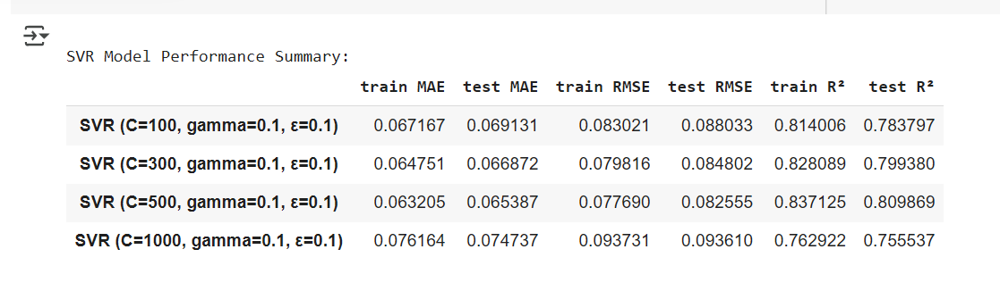 SVR Model Performance Summary:
train MAE test MAE train RMSE test RMSE train R² test R²
SVR (C=100, gamma=0.1, ε=0.1) 0.067167 0.069131 0.083021 0.088033 0.814006 0.783797
SVR (C=300, gamma=0.1, ε=0.1) 0.064751 0.066872 0.079816 0.084802 0.828089 0.799380
SVR (C=500, gamma=0.1, ε=0.1) 0.063205 0.065387 0.077690 0.082555 0.837125 0.809869
SVR (C=1000, gamma=0.1, ε=0.1) 0.076164 0.074737 0.093731 0.093610 0.762922 0.755537